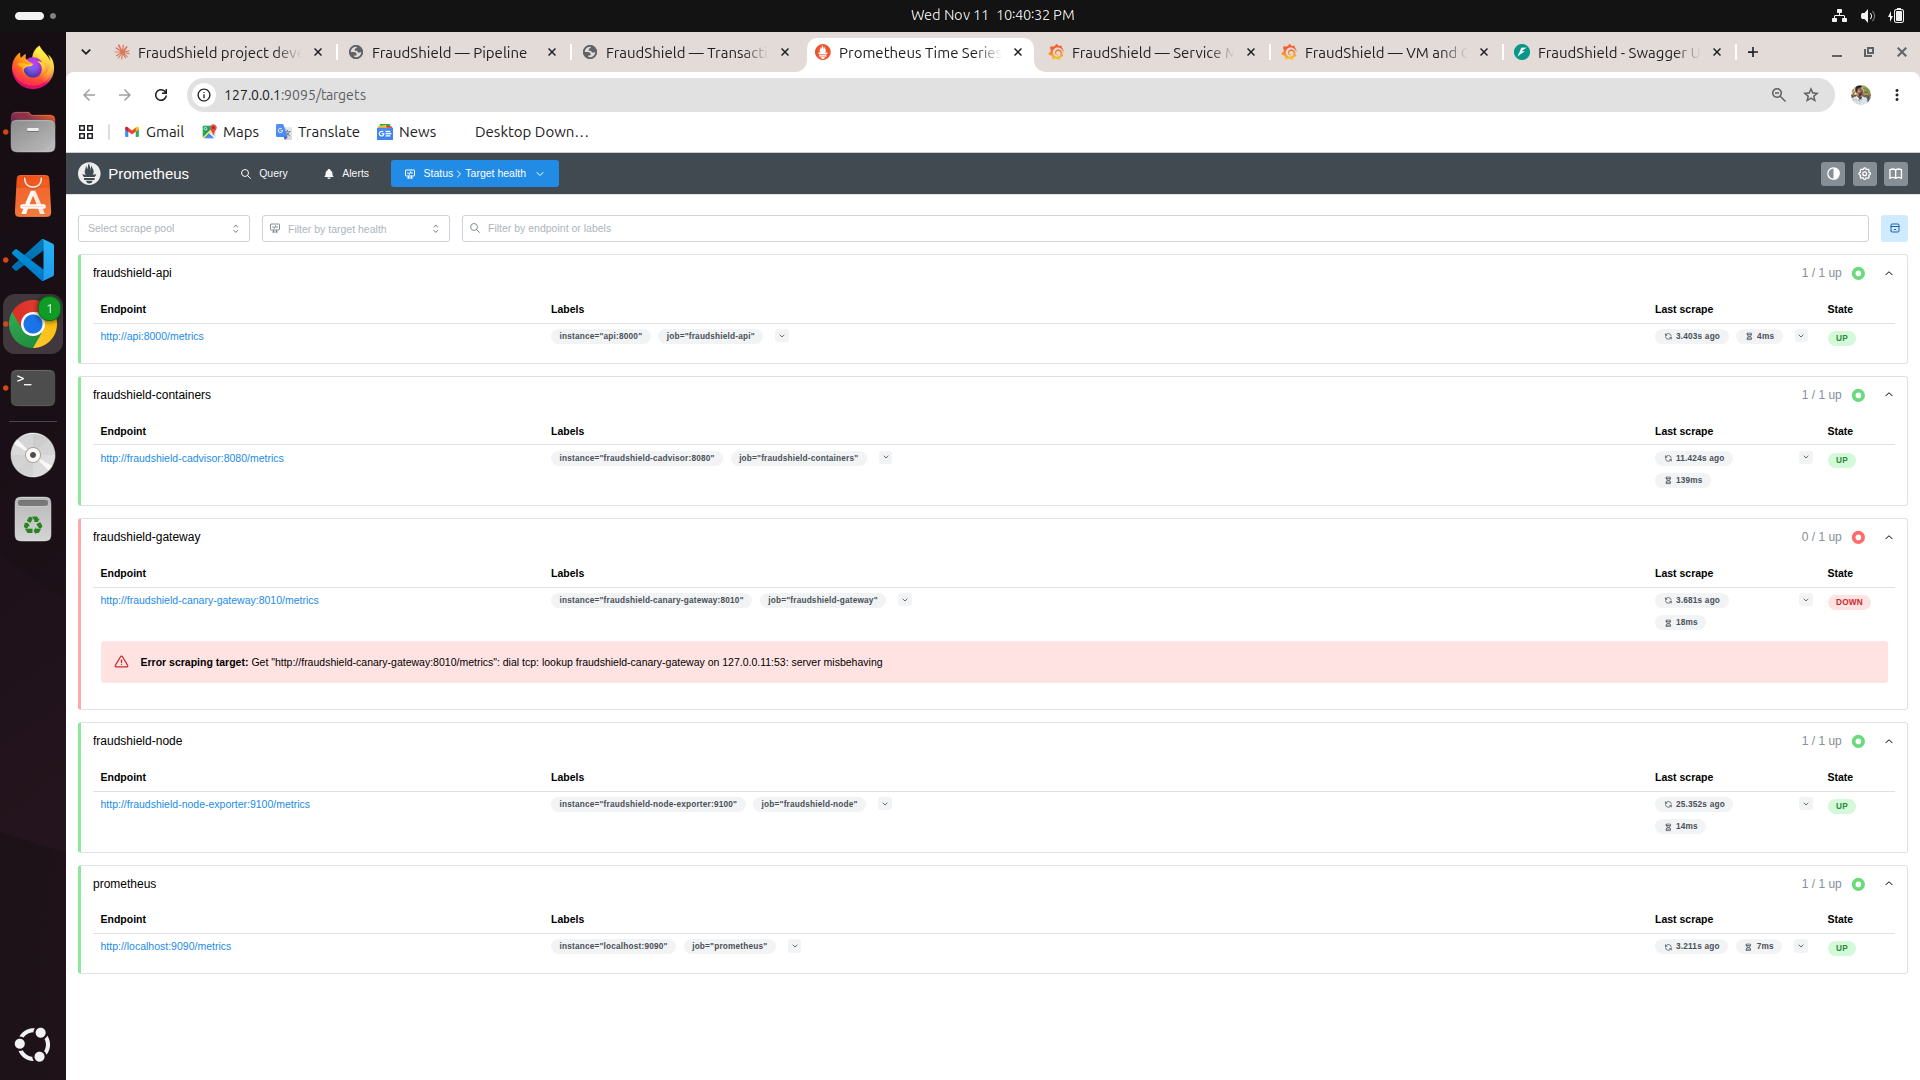 Wed Nov 11 10:40:32 PM
FraudShield project deve
FraudShield — Pipeline
FraudShield — Transacti
Prometheus Time Series
FraudShield — Service M
FraudShield — VM and C
FraudShield - Swagger U
127.0.0.1:9095/targets
Gmail
Maps
Translate
News
Desktop Down…
Prometheus
Query
Alerts
Status > Target health
Select scrape pool
Filter by target health
Filter by endpoint or labels
fraudshield-api
1 / 1 up
Endpoint Labels Last scrape State
http://api:8000/metrics instance="api:8000" job="fraudshield-api" 3.403s ago 4ms UP
fraudshield-containers
1 / 1 up
Endpoint Labels Last scrape State
http://fraudshield-cadvisor:8080/metrics instance="fraudshield-cadvisor:8080" job="fraudshield-containers" 11.424s ago UP
139ms
fraudshield-gateway
0 / 1 up
Endpoint Labels Last scrape State
http://fraudshield-canary-gateway:8010/metrics instance="fraudshield-canary-gateway:8010" job="fraudshield-gateway" 3.681s ago DOWN
18ms
Error scraping target: Get "http://fraudshield-canary-gateway:8010/metrics": dial tcp: lookup fraudshield-canary-gateway on 127.0.0.11:53: server misbehaving
fraudshield-node
1 / 1 up
Endpoint Labels Last scrape State
http://fraudshield-node-exporter:9100/metrics instance="fraudshield-node-exporter:9100" job="fraudshield-node" 25.352s ago UP
14ms
prometheus
1 / 1 up
Endpoint Labels Last scrape State
http://localhost:9090/metrics instance="localhost:9090" job="prometheus" 3.211s ago 7ms UP
1